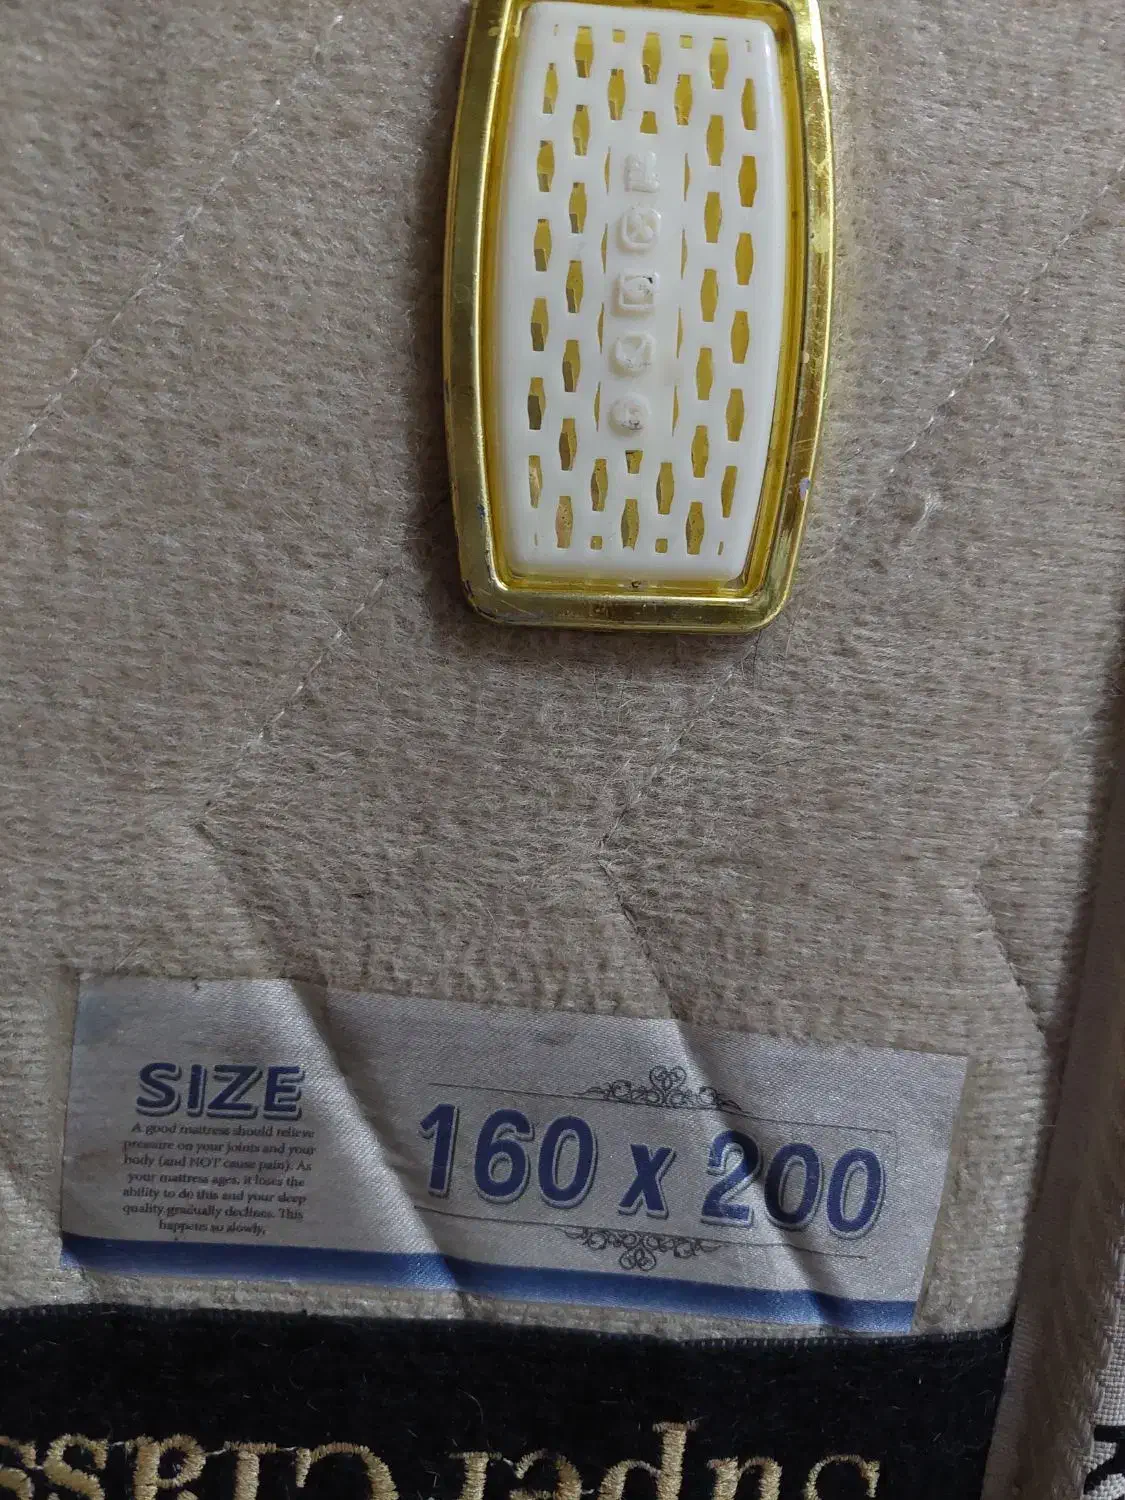 SIZE
A good mattress should relieve
pressure on your joints and your
body (and NOT cause pain). As
your mattress ages, it loses the
ability to do this and your sleep
quality gradually declines. This
happens so slowly,
160 x 200
Super Class